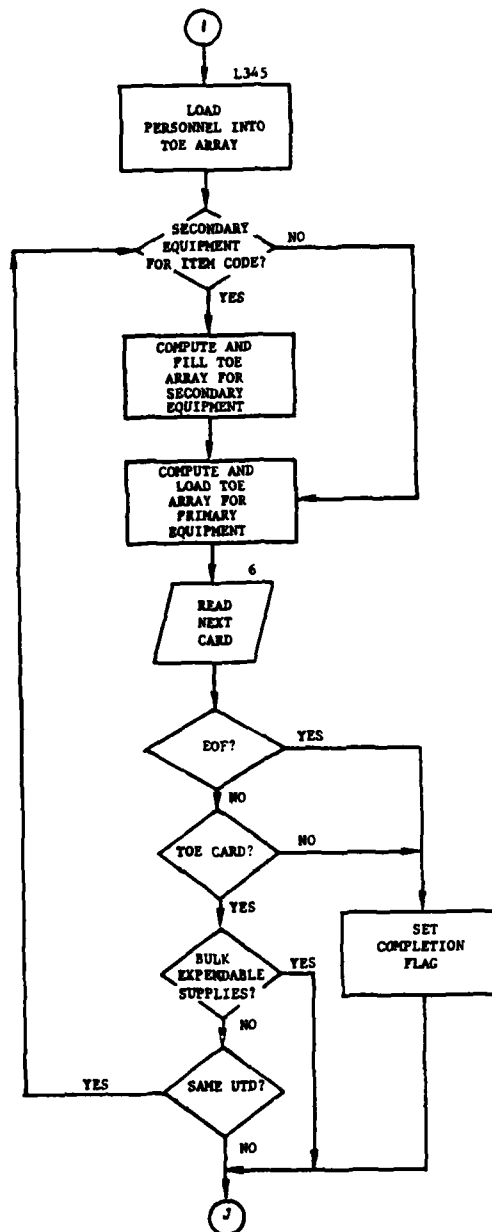 1
L345
LOAD
PERSONNEL INTO
TOE ARRAY
SECONDARY
EQUIPMENT
FOR ITEM CODE?
NO
YES
COMPUTE AND
FILL TOE
ARRAY FOR
SECONDARY
EQUIPMENT
COMPUTE AND
LOAD TOE
ARRAY FOR
PRIMARY
EQUIPMENT
6
READ
NEXT
CARD
EOF?
YES
NO
TOE CARD?
NO
YES
SET
COMPLETION
FLAG
BULK
EXPENDABLE
SUPPLIES?
YES
NO
SAME UTD?
YES
NO
J